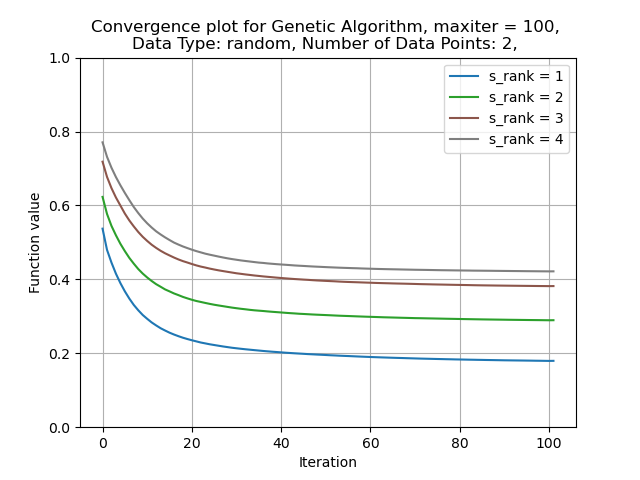 Convergence plot for Genetic Algorithm, maxiter = 100,
Data Type: random, Number of Data Points: 2,
1.0
0.8
0.6
0.4
0.2
0.0
Function value
s_rank = 1
s_rank = 2
s_rank = 3
s_rank = 4
0 20 40 60 80 100
Iteration